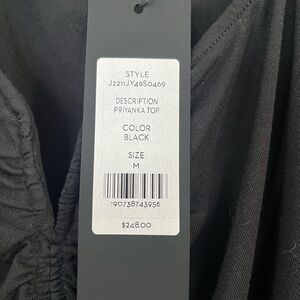 STYLE
J2211JY49S0469
DESCRIPTION
PRIYANKA TOP
COLOR
BLACK
SIZE
M
190738743956
$248.00